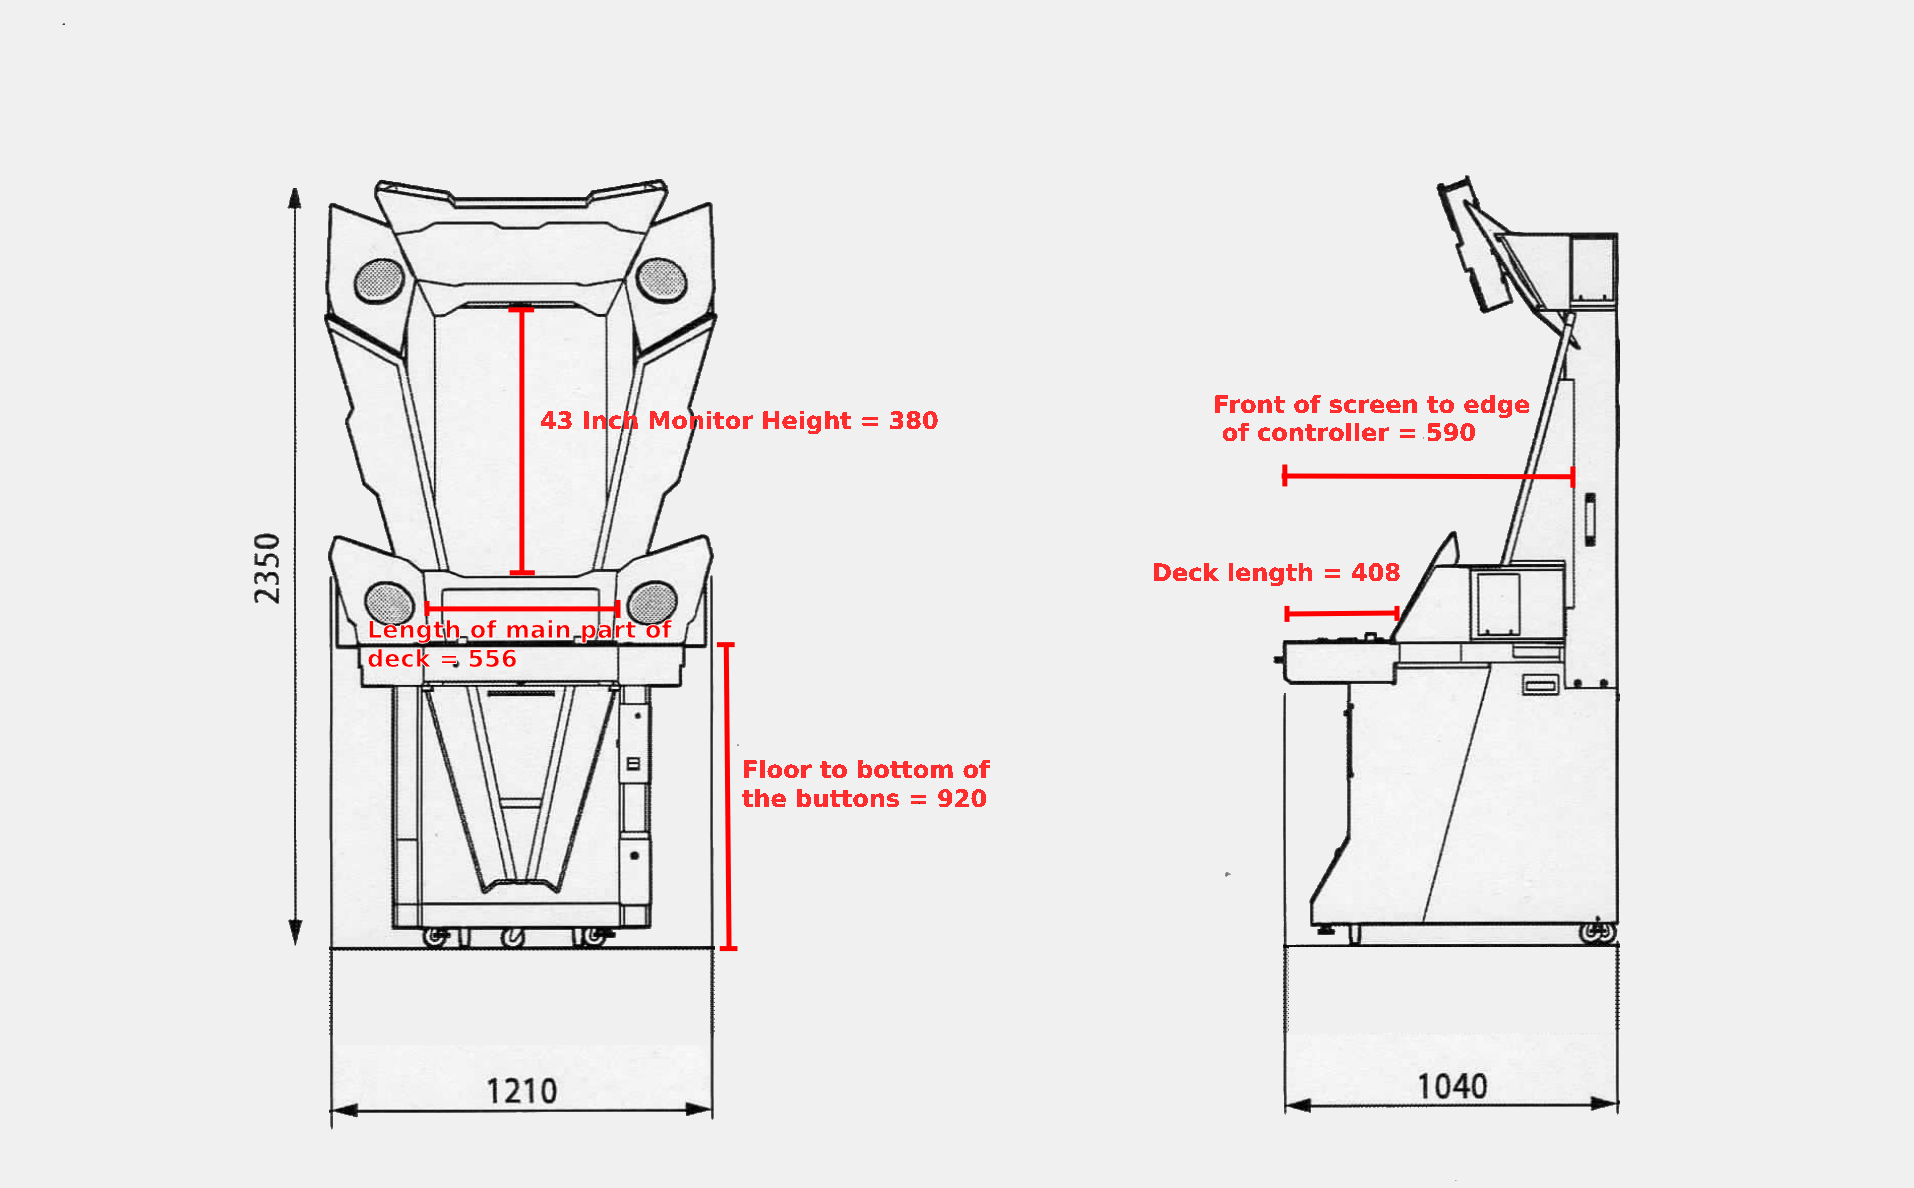 2350
43 Inch Monitor Height = 380
Length of main part of
deck = 556
Floor to bottom of
the buttons = 920
1210
Front of screen to edge
of controller = 590
Deck length = 408
1040